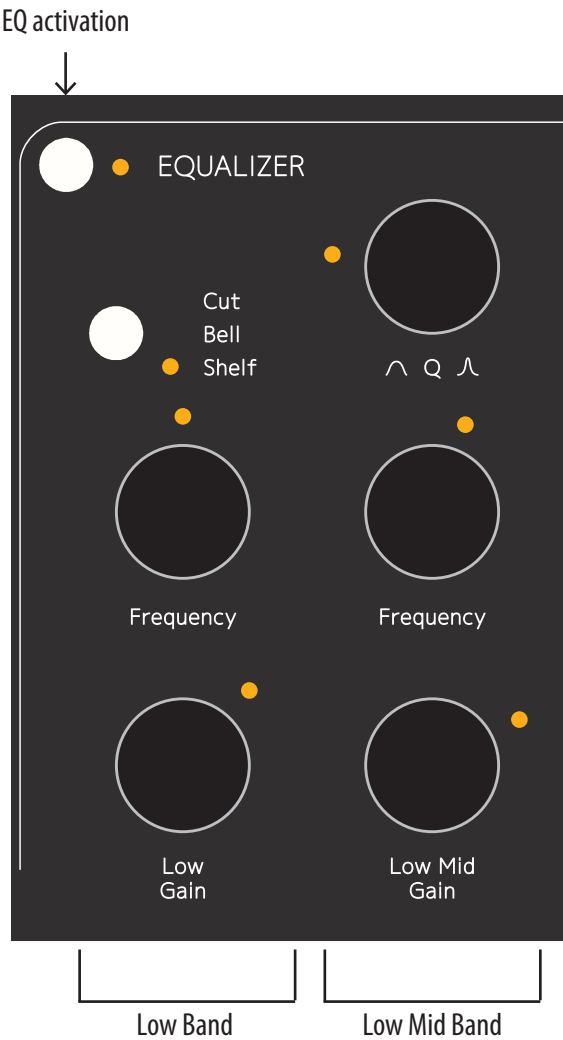 EQ activation
EQUALIZER
Cut
Bell
Shelf
Q
Frequency
Frequency
Low
Gain
Low Mid
Gain
Low Band
Low Mid Band